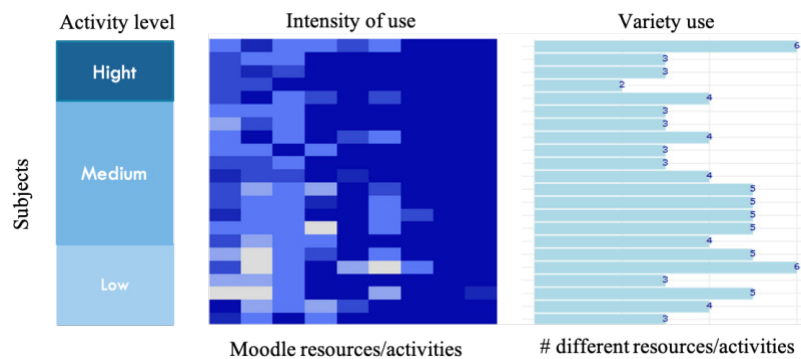 Activity level
Intensity of use
Variety use
Subjects
Hight
Medium
Low
6
3
3
2
4
3
3
4
3
3
4
5
5
5
5
4
5
6
3
5
4
3
Moodle resources/activities
# different resources/activities